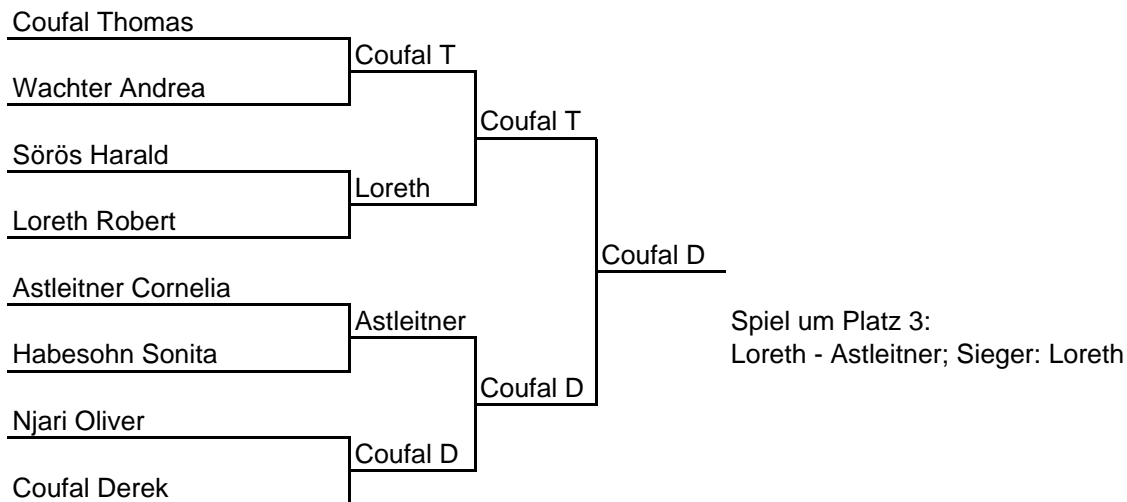 Coufal Thomas
Coufal T
Wachter Andrea
Coufal T
Sörös Harald
Loreth
Loreth Robert
Coufal D
Astleitner Cornelia
Astleitner
Spiel um Platz 3:
Habesohn Sonita
Loreth - Astleitner; Sieger: Loreth
Coufal D
Njari Oliver
Coufal D
Coufal Derek